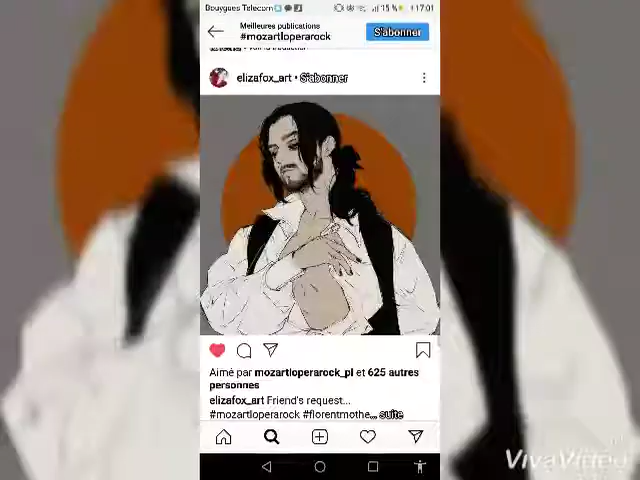 Bouygues Telecom 15 % 17:01
Meilleures publications
#mozartloperarock
S'abonner
elizafox_art • S'abonner
Aimé par mozartloperarock_pl et 625 autres
personnes
elizafox_art Friend's request...
#mozartloperarock #florentmothe... suite
VivaVideo